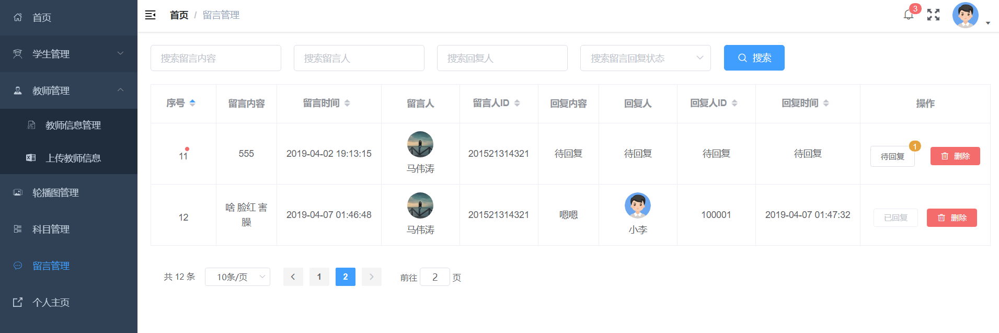 首页
学生管理
教师管理
教师信息管理
上传教师信息
轮播图管理
科目管理
留言管理
个人主页
首页 / 留言管理
3
搜索留言内容 搜索留言人 搜索回复人 搜索留言回复状态 搜索
序号 留言内容 留言时间 留言人 留言人ID 回复内容 回复人 回复人ID 回复时间 操作
11 555 2019-04-02 19:13:15 马伟涛 201521314321 待回复 待回复 待回复 待回复 待回复 1 删除
12 啥 脸红 害
臊 2019-04-07 01:46:48 马伟涛 201521314321 嗯嗯 小李 100001 2019-04-07 01:47:32 已回复 删除
共 12 条 10条/页 1 2 前往 2 页